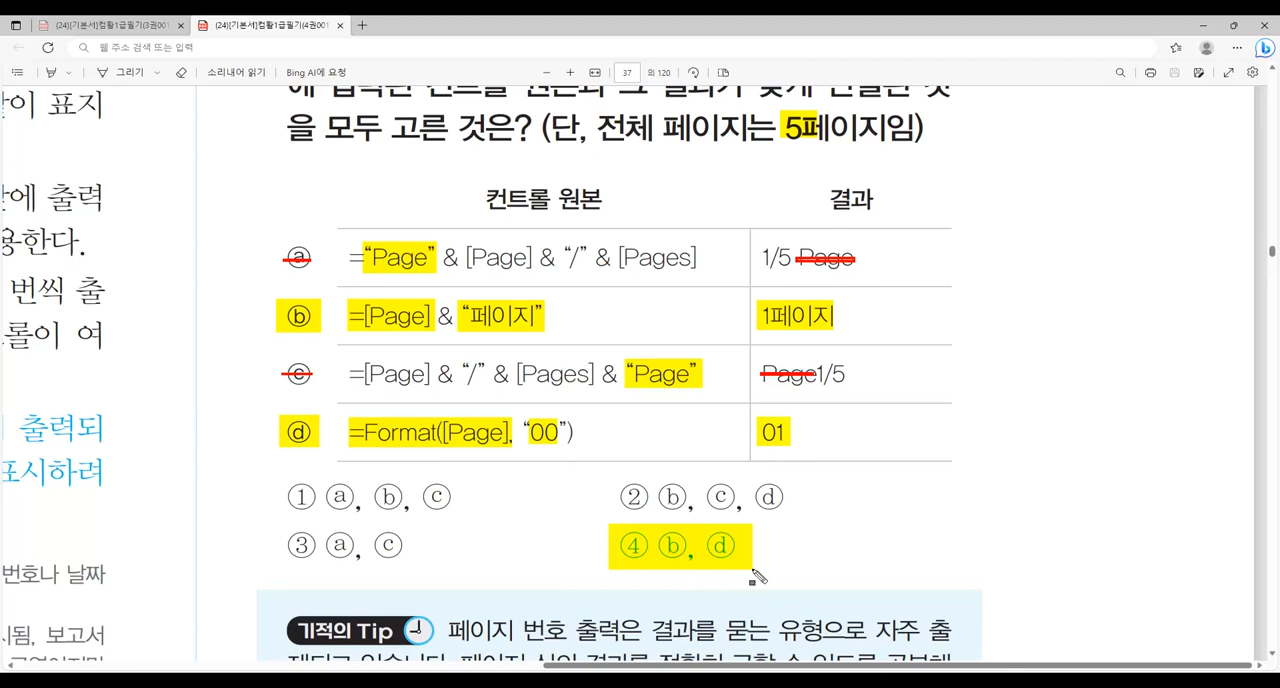 (24)[기본서]컴활1급필기(3권001
(24)[기본서]컴활1급필기(4권001
웹 주소 검색 또는 입력
그리기
소리내어 읽기
Bing AI에 요청
37 의 120
같이 표지
에 출력
용한다.
번씩 출
롤이 여
출력되
표시하려
번호나 날짜
시됨, 보고서
을 모두 고른 것은? (단, 전체 페이지는 5페이지임)
컨트롤 원본 결과
ⓐ =“Page” & [Page] & “/” & [Pages] 1/5 Page
ⓑ =[Page] & “페이지” 1페이지
ⓒ =[Page] & “/” & [Pages] & “Page” Page1/5
ⓓ =Format([Page], “00”) 01
① ⓐ, ⓑ, ⓒ ② ⓑ, ⓒ, ⓓ
③ ⓐ, ⓒ ④ ⓑ, ⓓ
기적의 Tip 페이지 번호 출력은 결과를 묻는 유형으로 자주 출